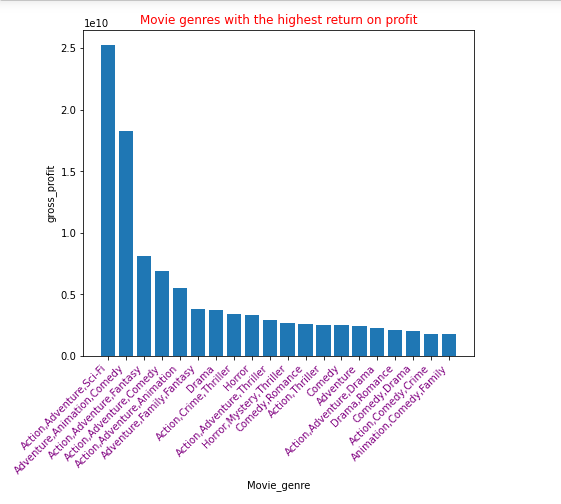 Movie genres with the highest return on profit
1e10
2.5
2.0
1.5
1.0
0.5
0.0
gross_profit
Action,Adventure,Sci-Fi
Adventure,Animation,Comedy
Action,Adventure,Fantasy
Action,Adventure,Comedy
Action,Adventure,Animation
Adventure,Family,Fantasy
Drama
Action,Crime,Thriller
Horror
Action,Adventure,Thriller
Horror,Mystery,Thriller
Comedy,Romance
Action,Thriller
Comedy
Adventure
Action,Adventure,Drama
Drama,Romance
Comedy,Drama
Action,Comedy,Crime
Animation,Comedy,Family
Movie_genre